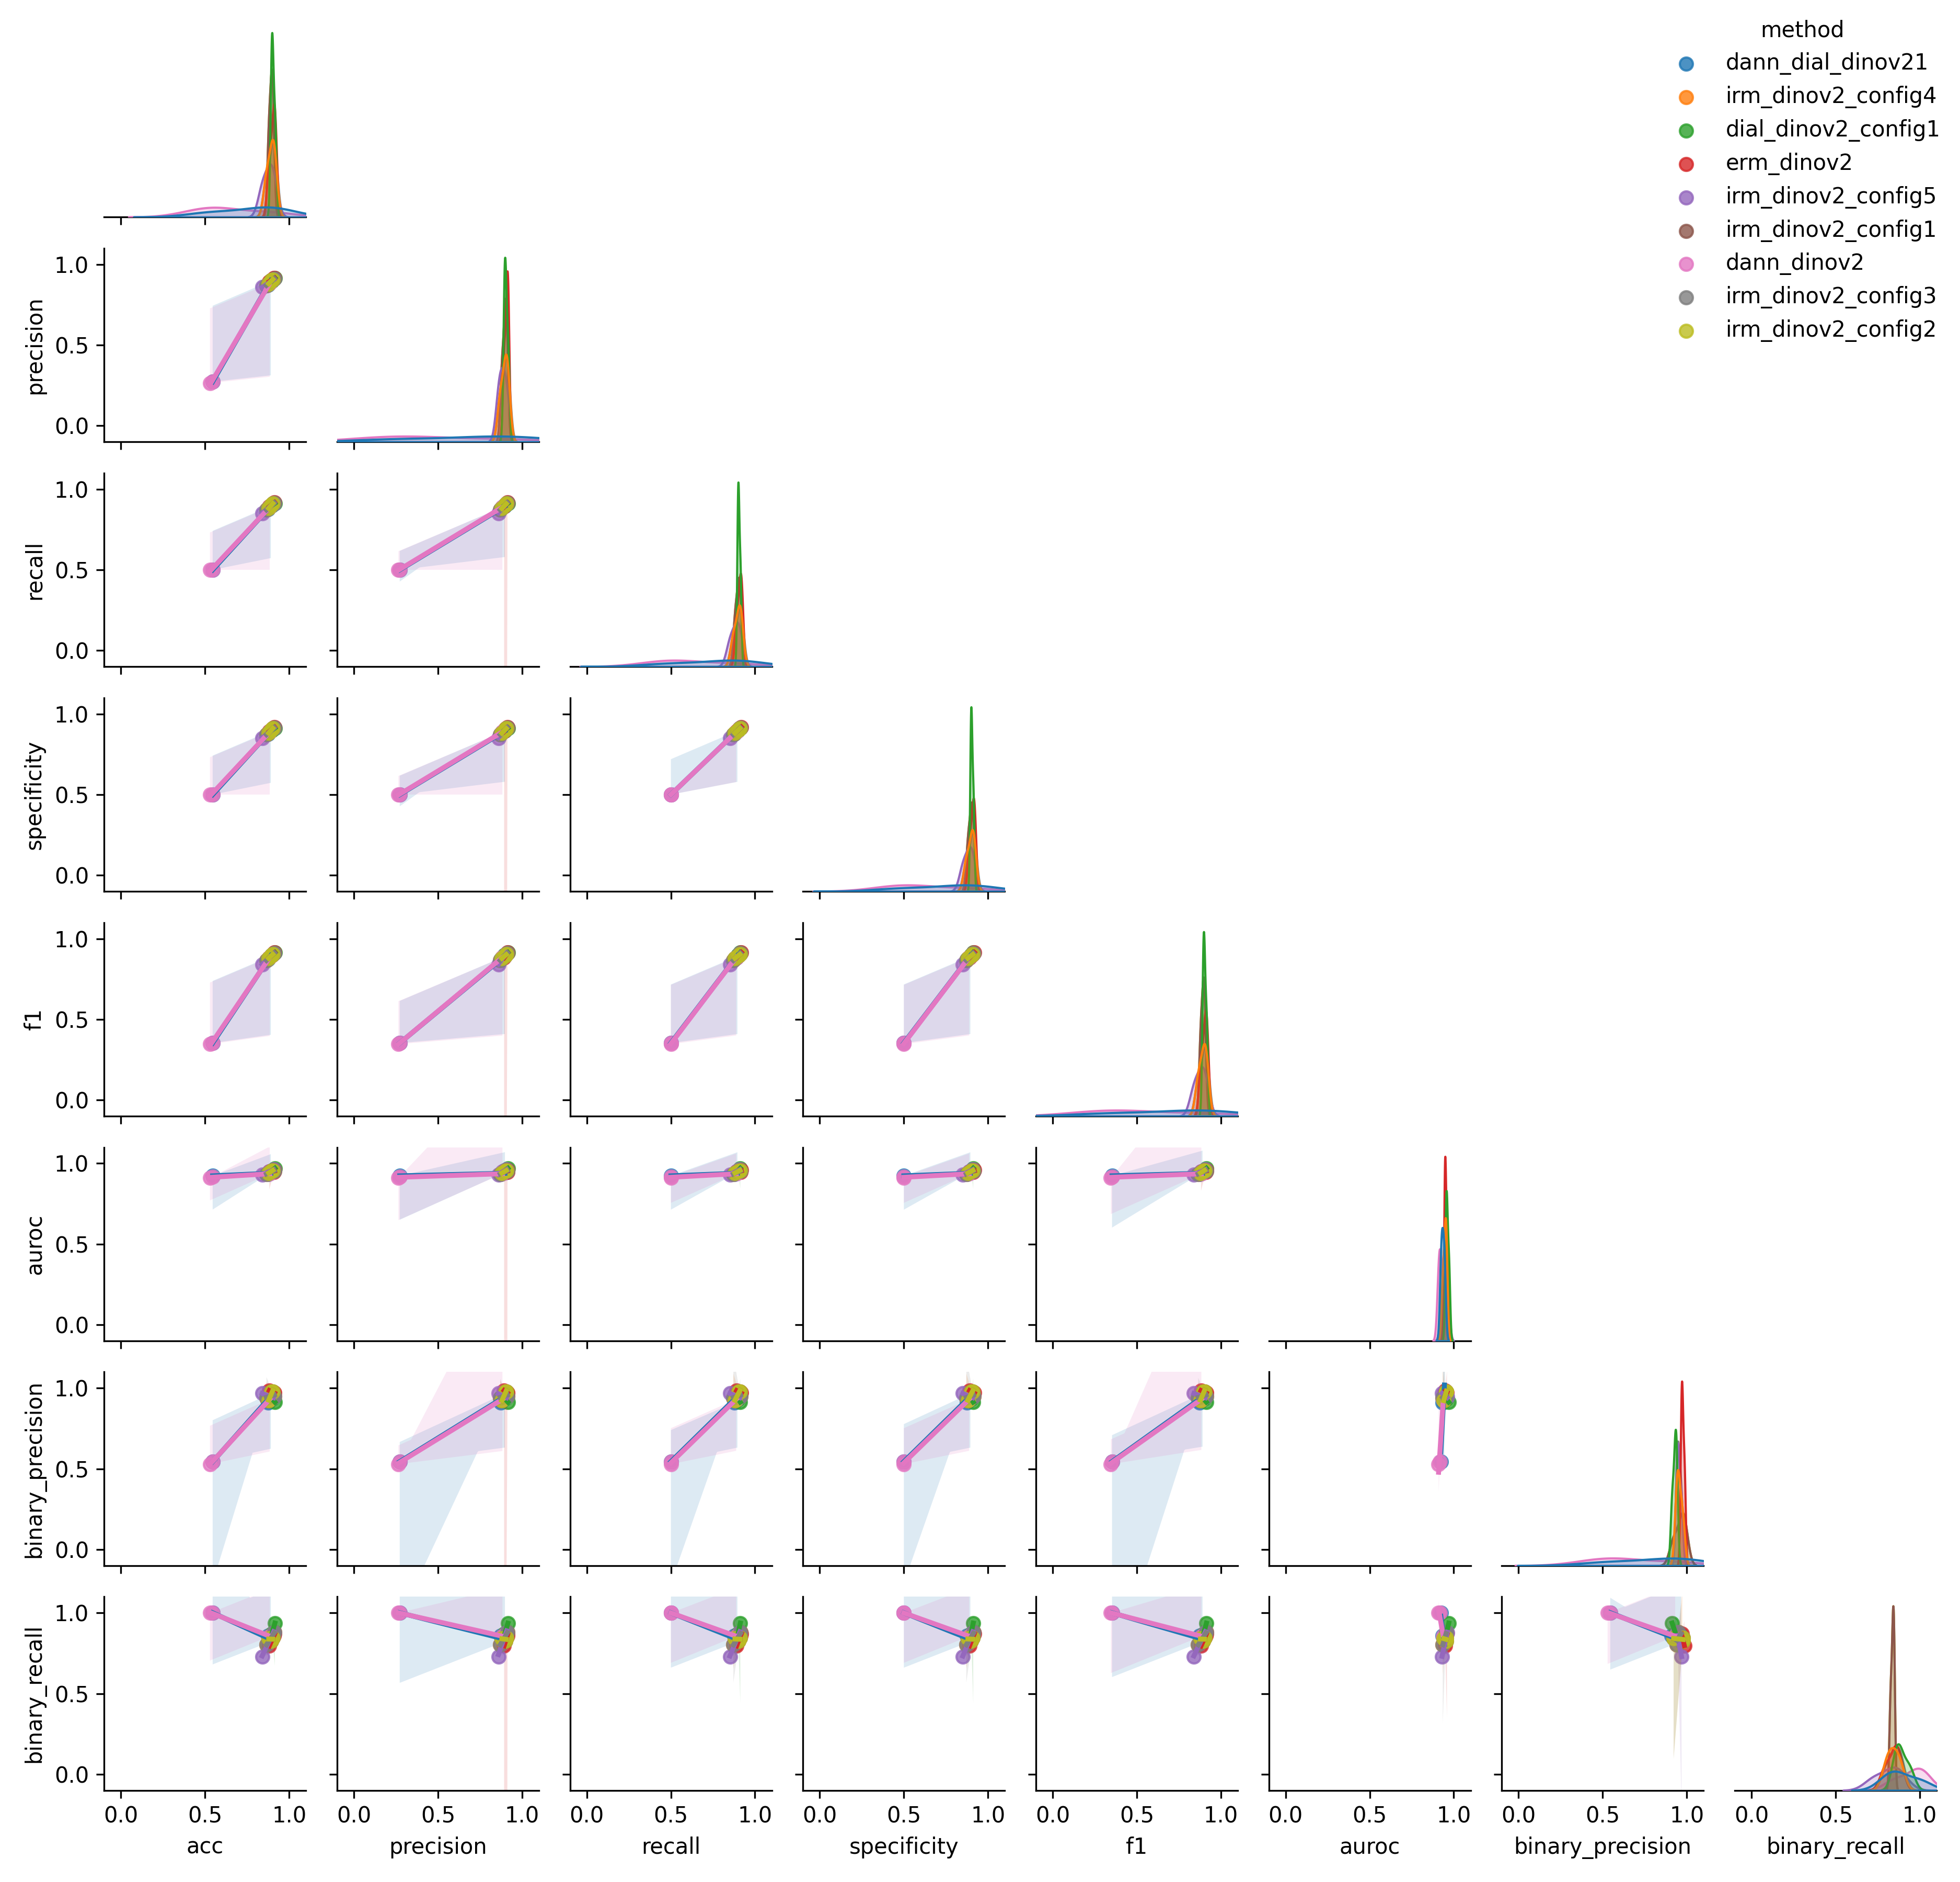 method
dann_dial_dinov21
irm_dinov2_config4
dial_dinov2_config1
erm_dinov2
irm_dinov2_config5
irm_dinov2_config1
dann_dinov2
irm_dinov2_config3
irm_dinov2_config2
0.0 0.5 1.0
precision
0.0 0.5 1.0
recall
0.0 0.5 1.0
specificity
0.0 0.5 1.0
f1
0.0 0.5 1.0
auroc
0.0 0.5 1.0
binary_precision
0.0 0.5 1.0
binary_recall
0.0 0.5 1.0 0.0 0.5 1.0 0.0 0.5 1.0 0.0 0.5 1.0 0.0 0.5 1.0 0.0 0.5 1.0 0.0 0.5 1.0 0.0 0.5 1.0
acc precision recall specificity f1 auroc binary_precision binary_recall